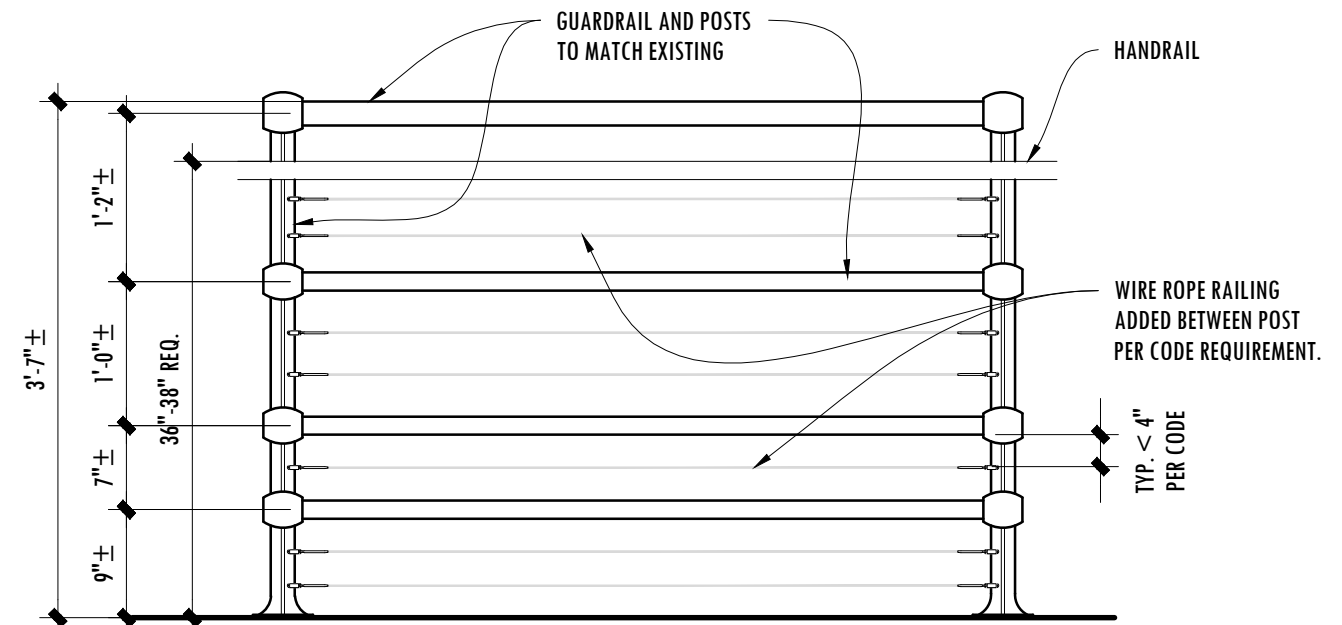 GUARDRAIL AND POSTS
TO MATCH EXISTING
HANDRAIL
3'-7"±
1'-2"±
1'-0"±
7"±
9"±
36"-38" REQ.
WIRE ROPE RAILING
ADDED BETWEEN POST
PER CODE REQUIREMENT.
TYP. < 4"
PER CODE